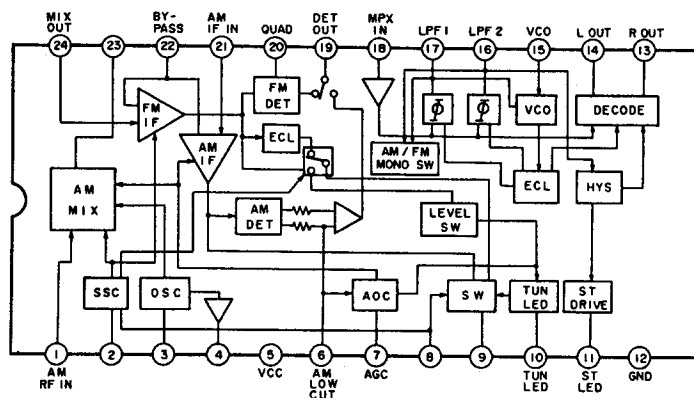 MIX OUT
BY-PASS
AM IF IN
QUAD
DET OUT
MPX IN
LPF 1
LPF 2
VCO
L OUT
R OUT
24
23
22
21
20
19
18
17
16
15
14
13
FM IF
FM DET
Φ
Φ
VCO
DECODE
ECL
AM IF
AM / FM MONO SW
AM MIX
ECL
HYS
AM DET
LEVEL SW
SSC
OSC
AOC
SW
TUN LED
ST DRIVE
1
2
3
4
5
6
7
8
9
10
11
12
AM RF IN
VCC
AM LOW CUT
AGC
TUN LED
ST LED
GND